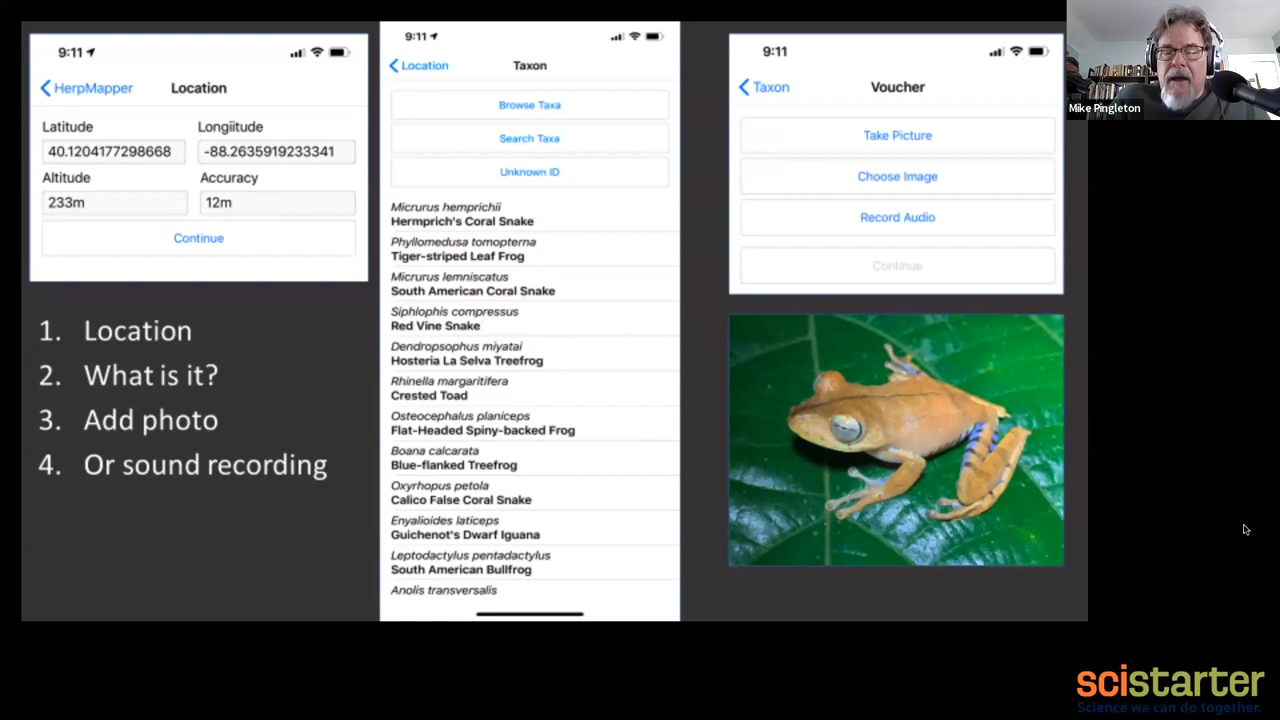 9:11
HerpMapper Location
Latitude Longiitude
40.1204177298668 -88.2635919233341
Altitude Accuracy
233m 12m
Continue
1. Location
2. What is it?
3. Add photo
4. Or sound recording
9:11
Location Taxon
Browse Taxa
Search Taxa
Unknown ID
Micrurus hemprichii
Hermprich's Coral Snake
Phyllomedusa tomopterna
Tiger-striped Leaf Frog
Micrurus lemniscatus
South American Coral Snake
Siphlophis compressus
Red Vine Snake
Dendropsophus miyatai
Hosteria La Selva Treefrog
Rhinella margaritifera
Crested Toad
Osteocephalus planiceps
Flat-Headed Spiny-backed Frog
Boana calcarata
Blue-flanked Treefrog
Oxyrhopus petola
Calico False Coral Snake
Enyalioides laticeps
Guichenot's Dwarf Iguana
Leptodactylus pentadactylus
South American Bullfrog
Anolis transversalis
9:11
Taxon Voucher
Take Picture
Choose Image
Record Audio
Continue
Mike Pingleton
scistarter
Science we can do together.